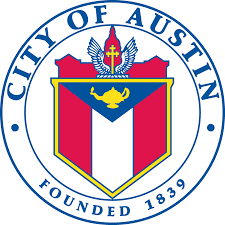 CITY OF AUSTIN
FOUNDED 1839